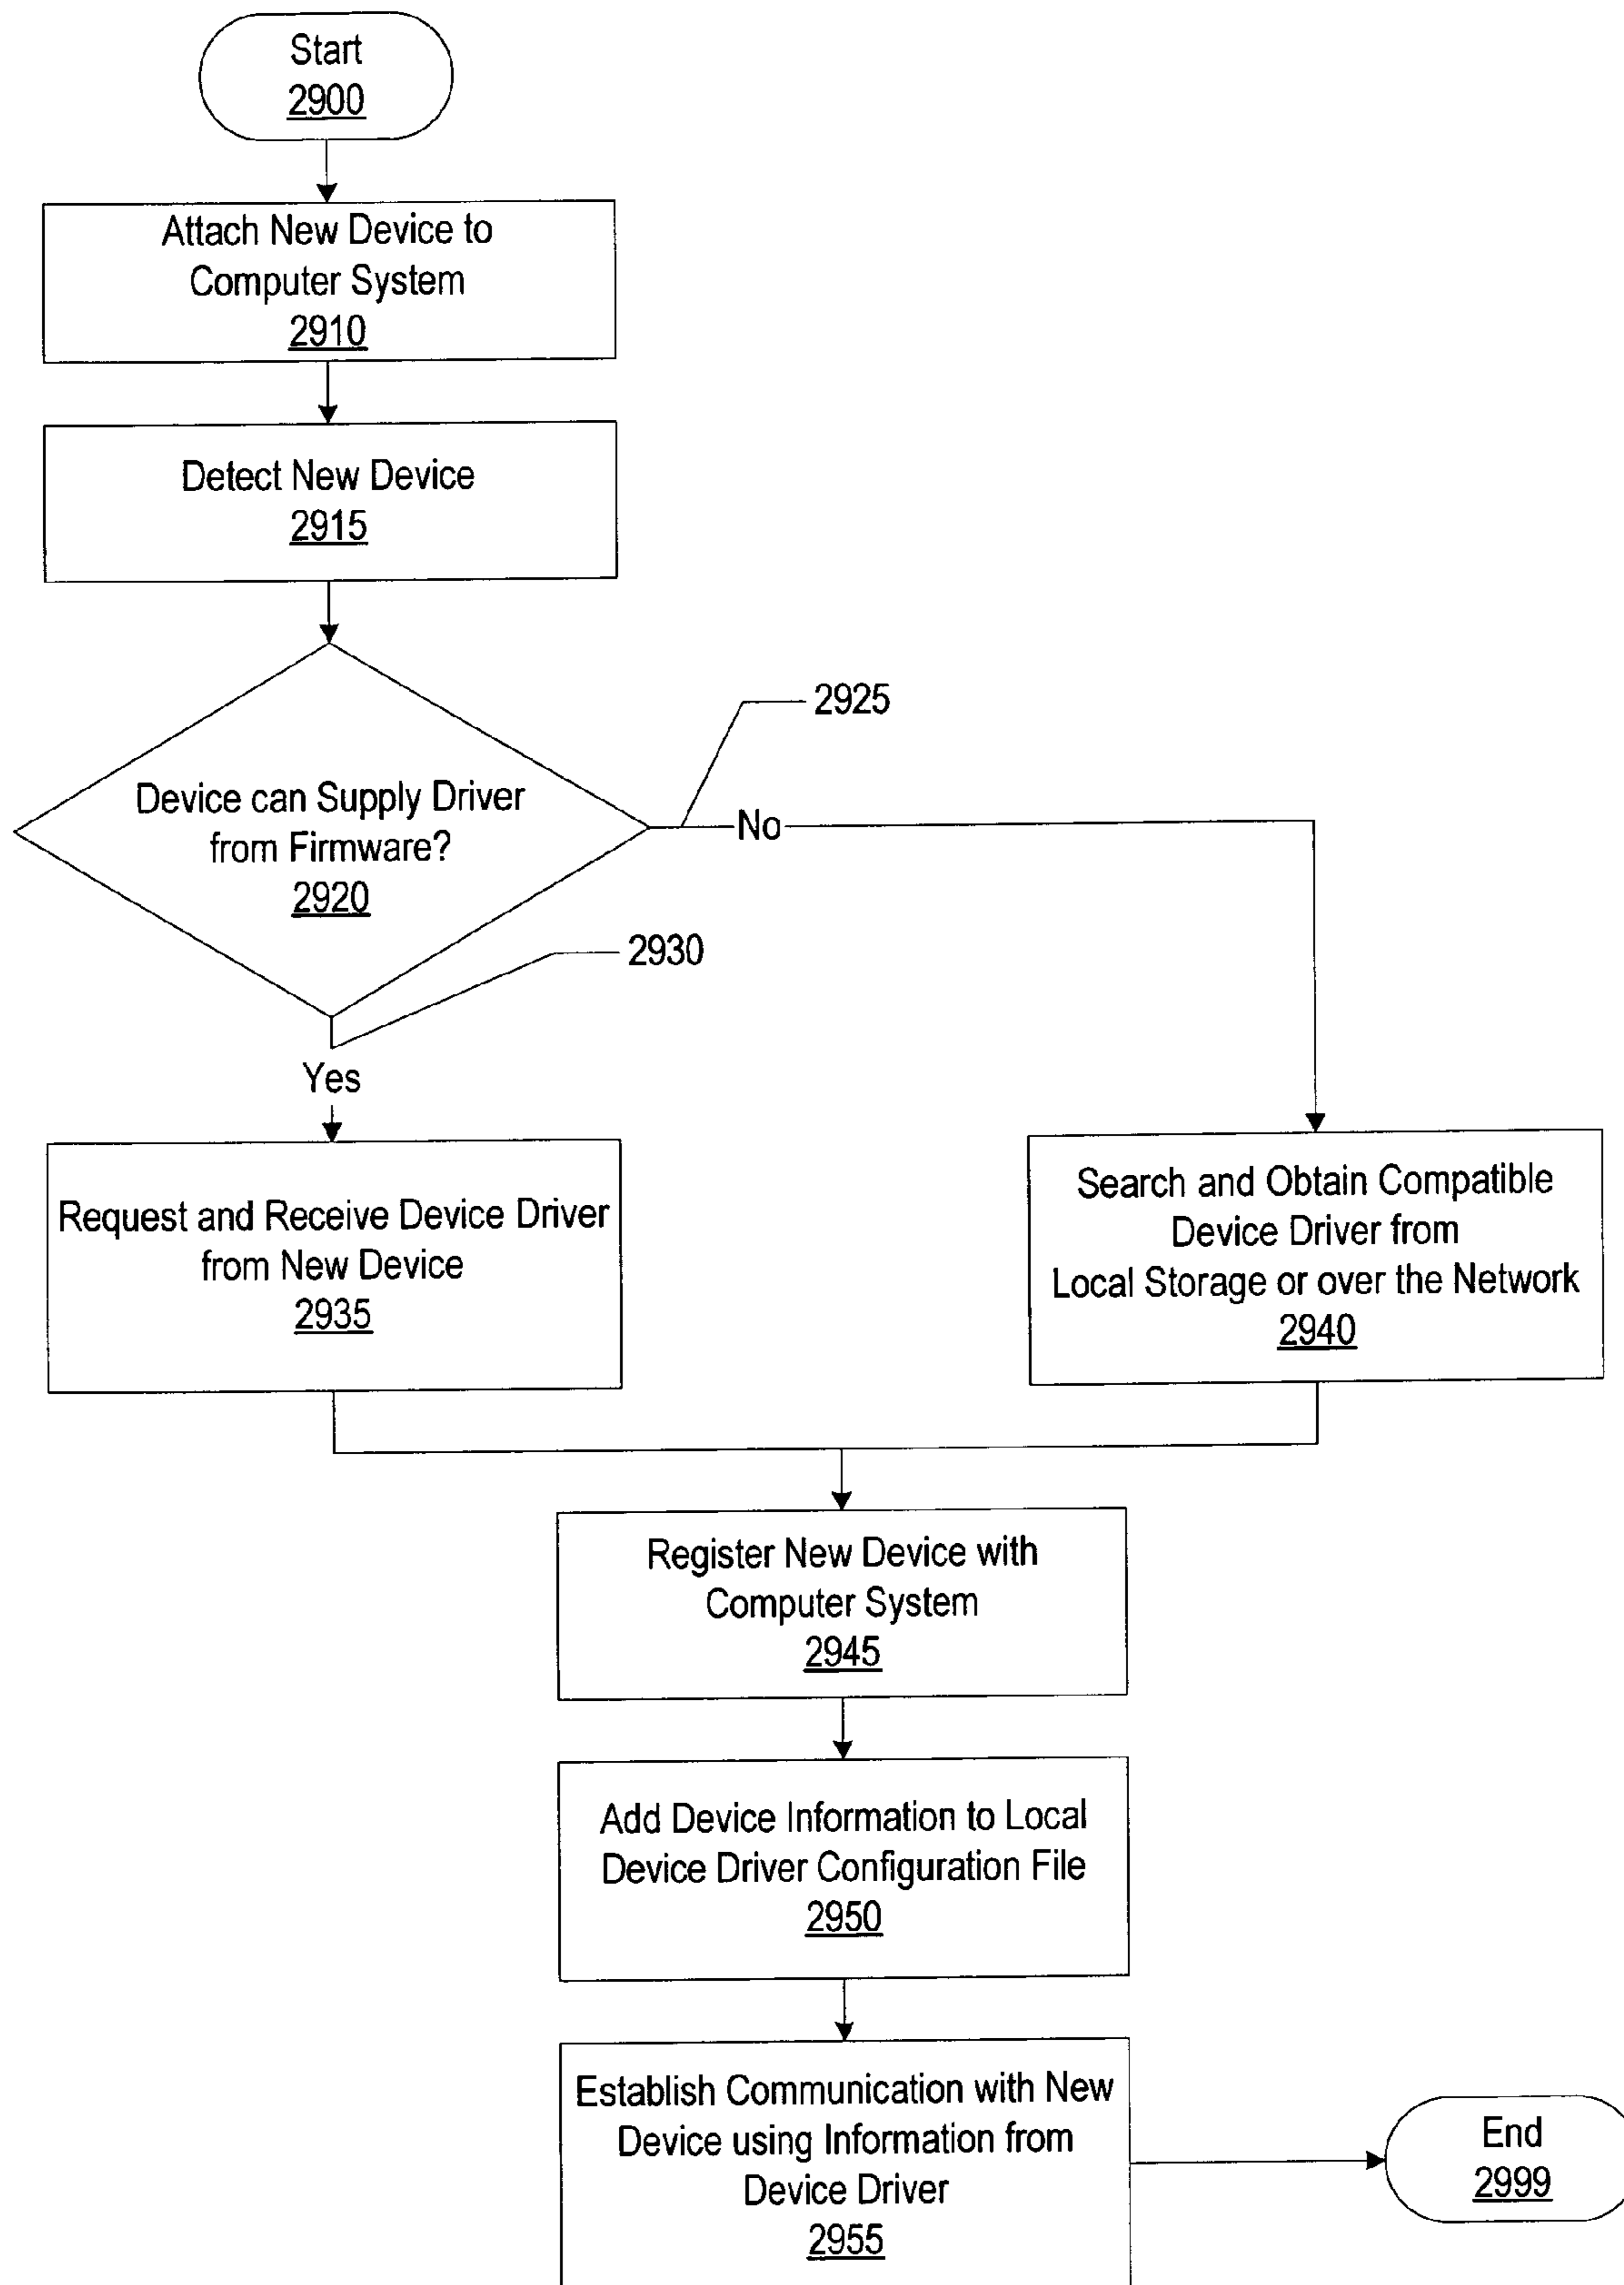 Start
2900
Attach New Device to
Computer System
2910
Detect New Device
2915
2925
Device can Supply Driver
from Firmware?
2920
No
2930
Yes
Request and Receive Device Driver
from New Device
2935
Search and Obtain Compatible
Device Driver from
Local Storage or over the Network
2940
Register New Device with
Computer System
2945
Add Device Information to Local
Device Driver Configuration File
2950
Establish Communication with New
Device using Information from
Device Driver
2955
End
2999